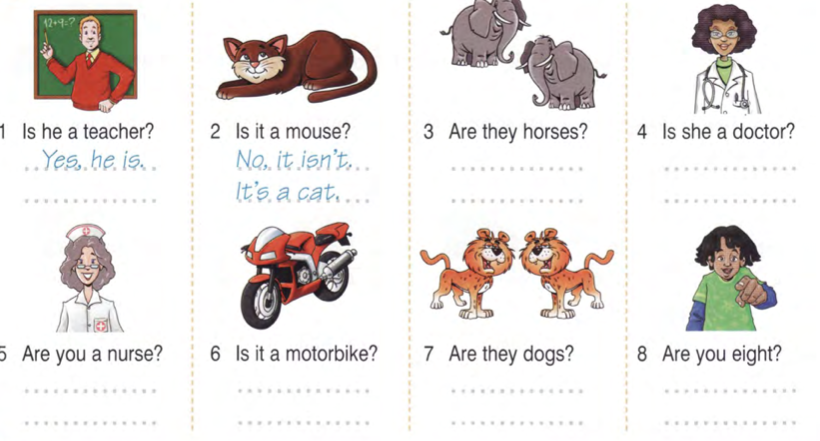 12+9=?
1 Is he a teacher?
Yes, he is.
2 Is it a mouse?
No, it isn't.
It's a cat.
3 Are they horses?
4 Is she a doctor?
5 Are you a nurse?
6 Is it a motorbike?
7 Are they dogs?
8 Are you eight?